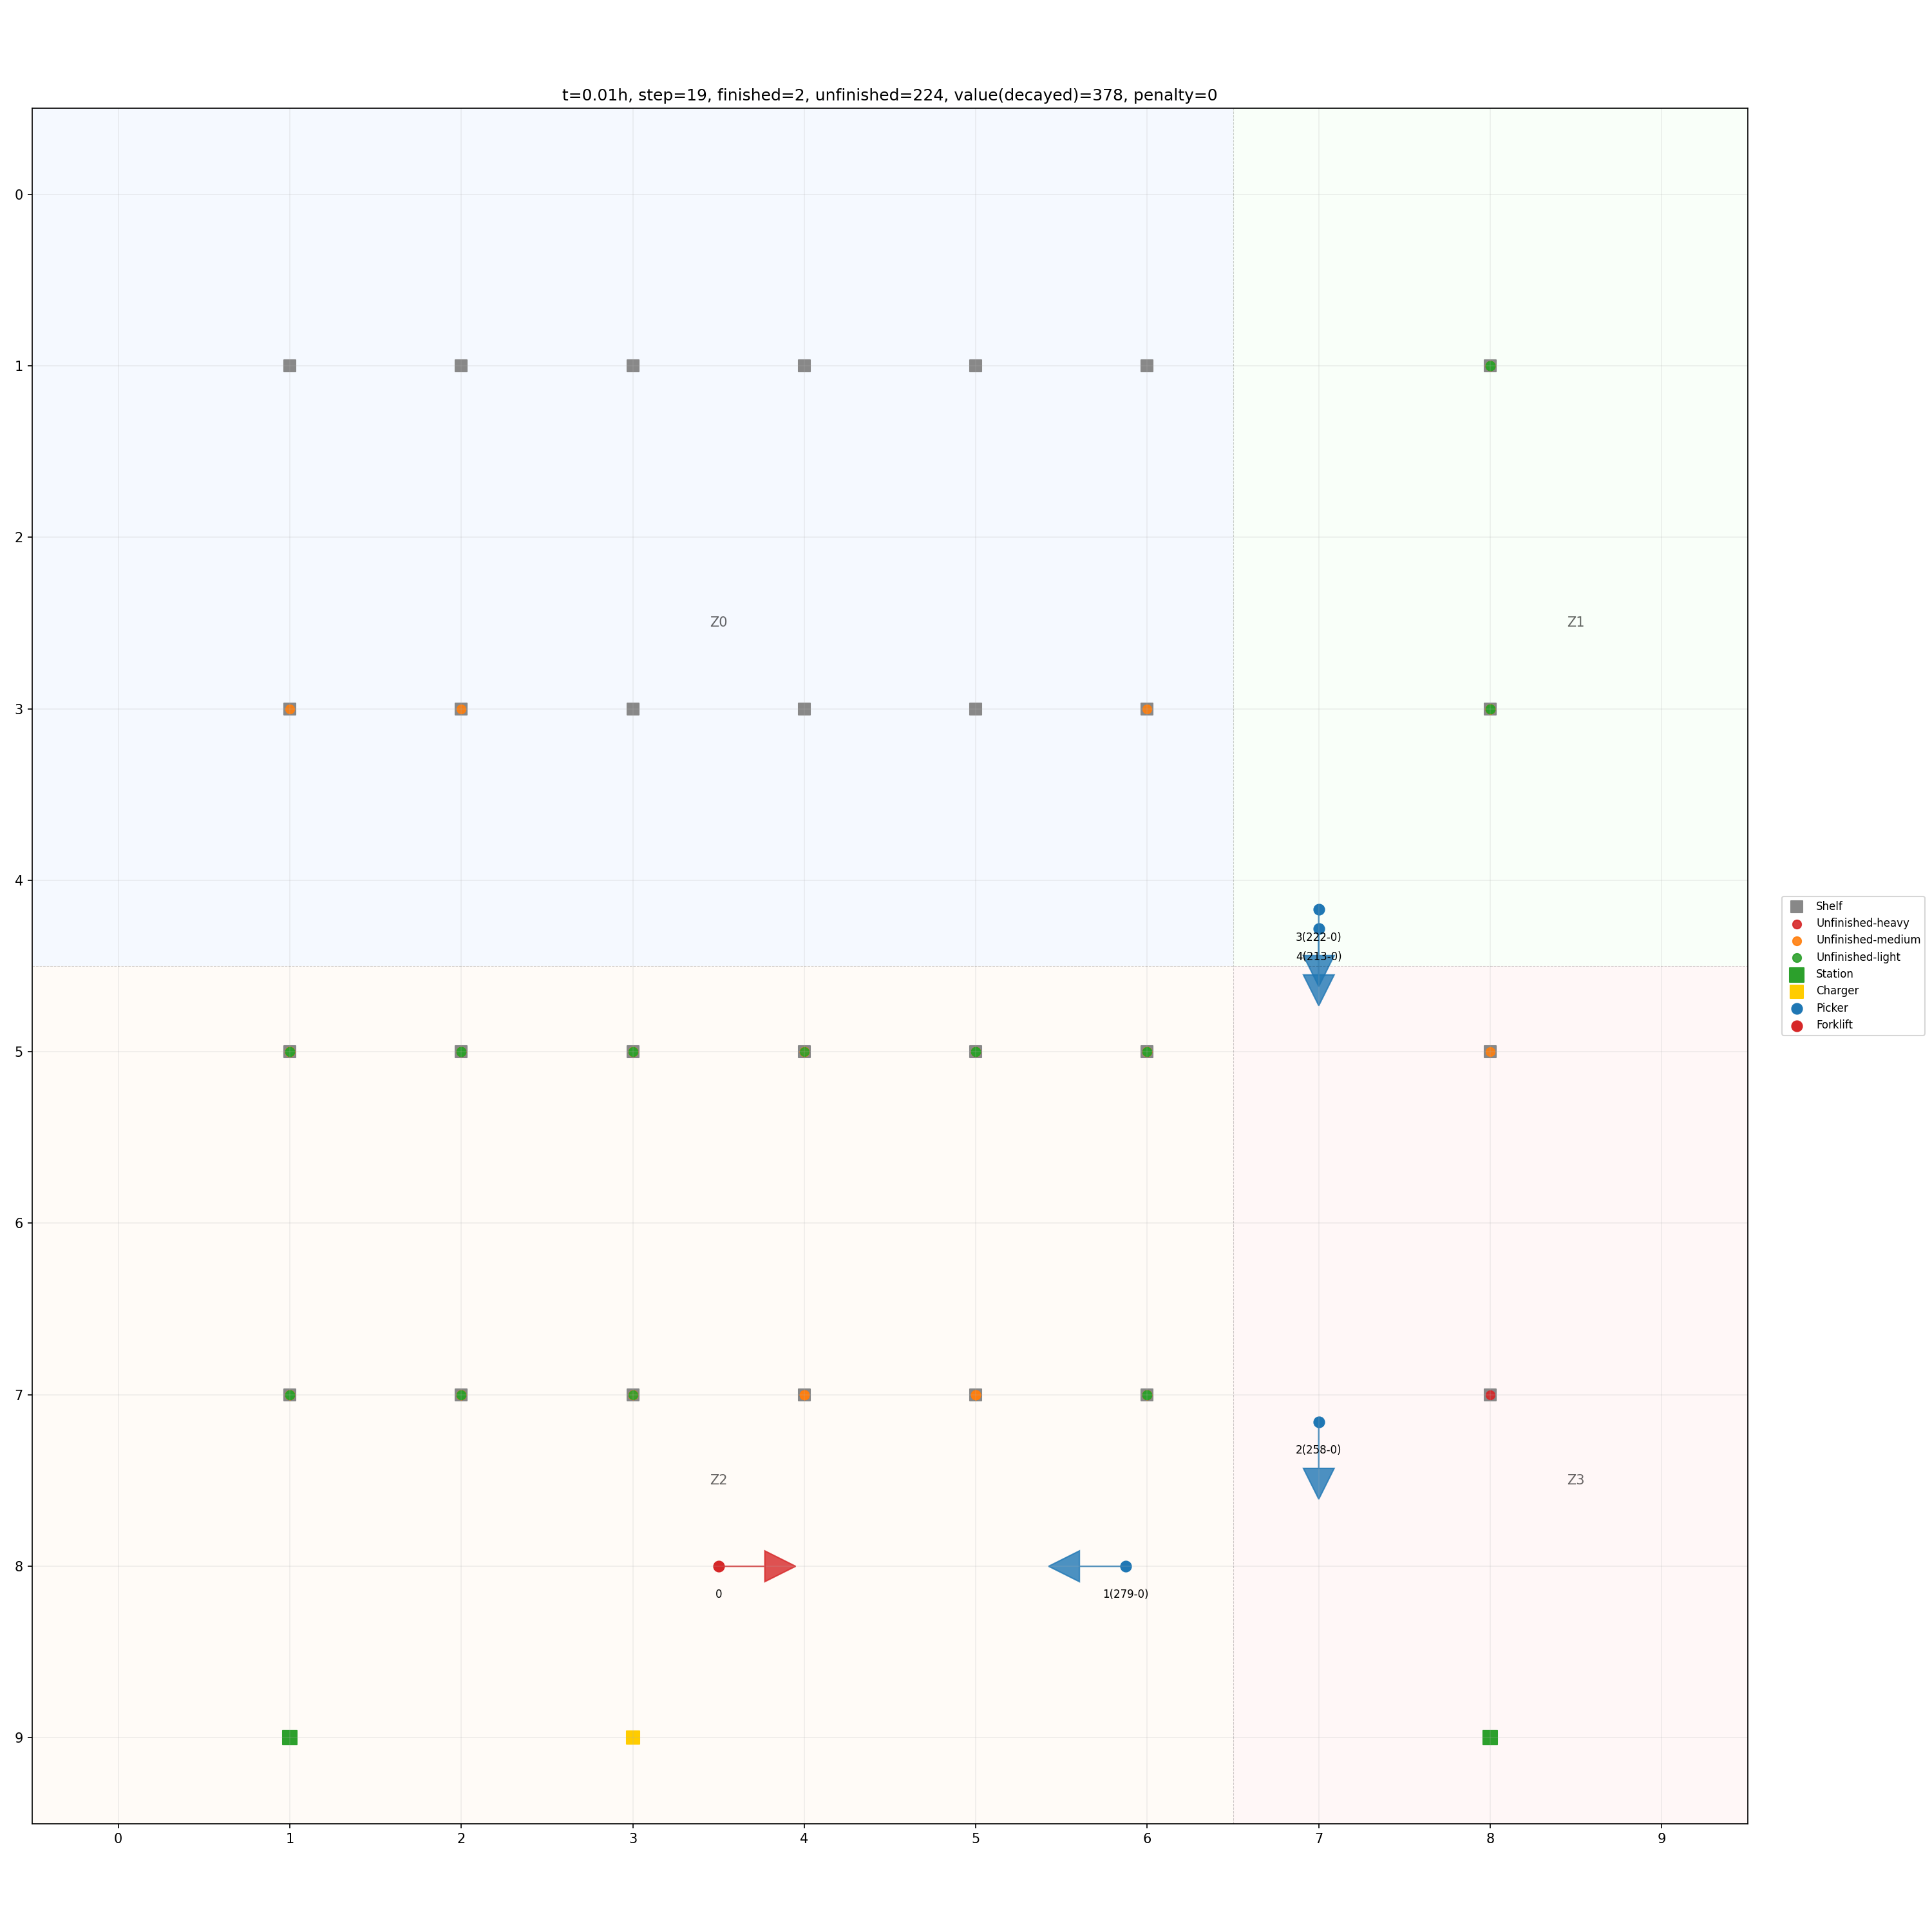 t=0.01h, step=19, finished=2, unfinished=224, value(decayed)=378, penalty=0
0
1
2
Z0
Z1
3
4
3(222-0)
4(213-0)
Shelf
Unfinished-heavy
Unfinished-medium
Unfinished-light
Station
Charger
Picker
Forklift
5
6
7
2(258-0)
Z2
Z3
8
0
1(279-0)
9
0 1 2 3 4 5 6 7 8 9